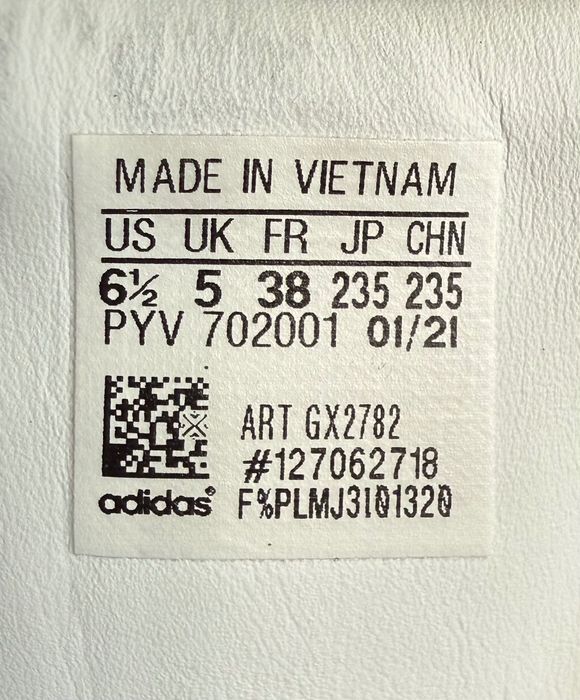 MADE IN VIETNAM
US UK FR JP CHN
6½ 5 38 235 235
PYV 702001 01/21
ART GX2782
#127062718
adidas® F%PLMJ3101320